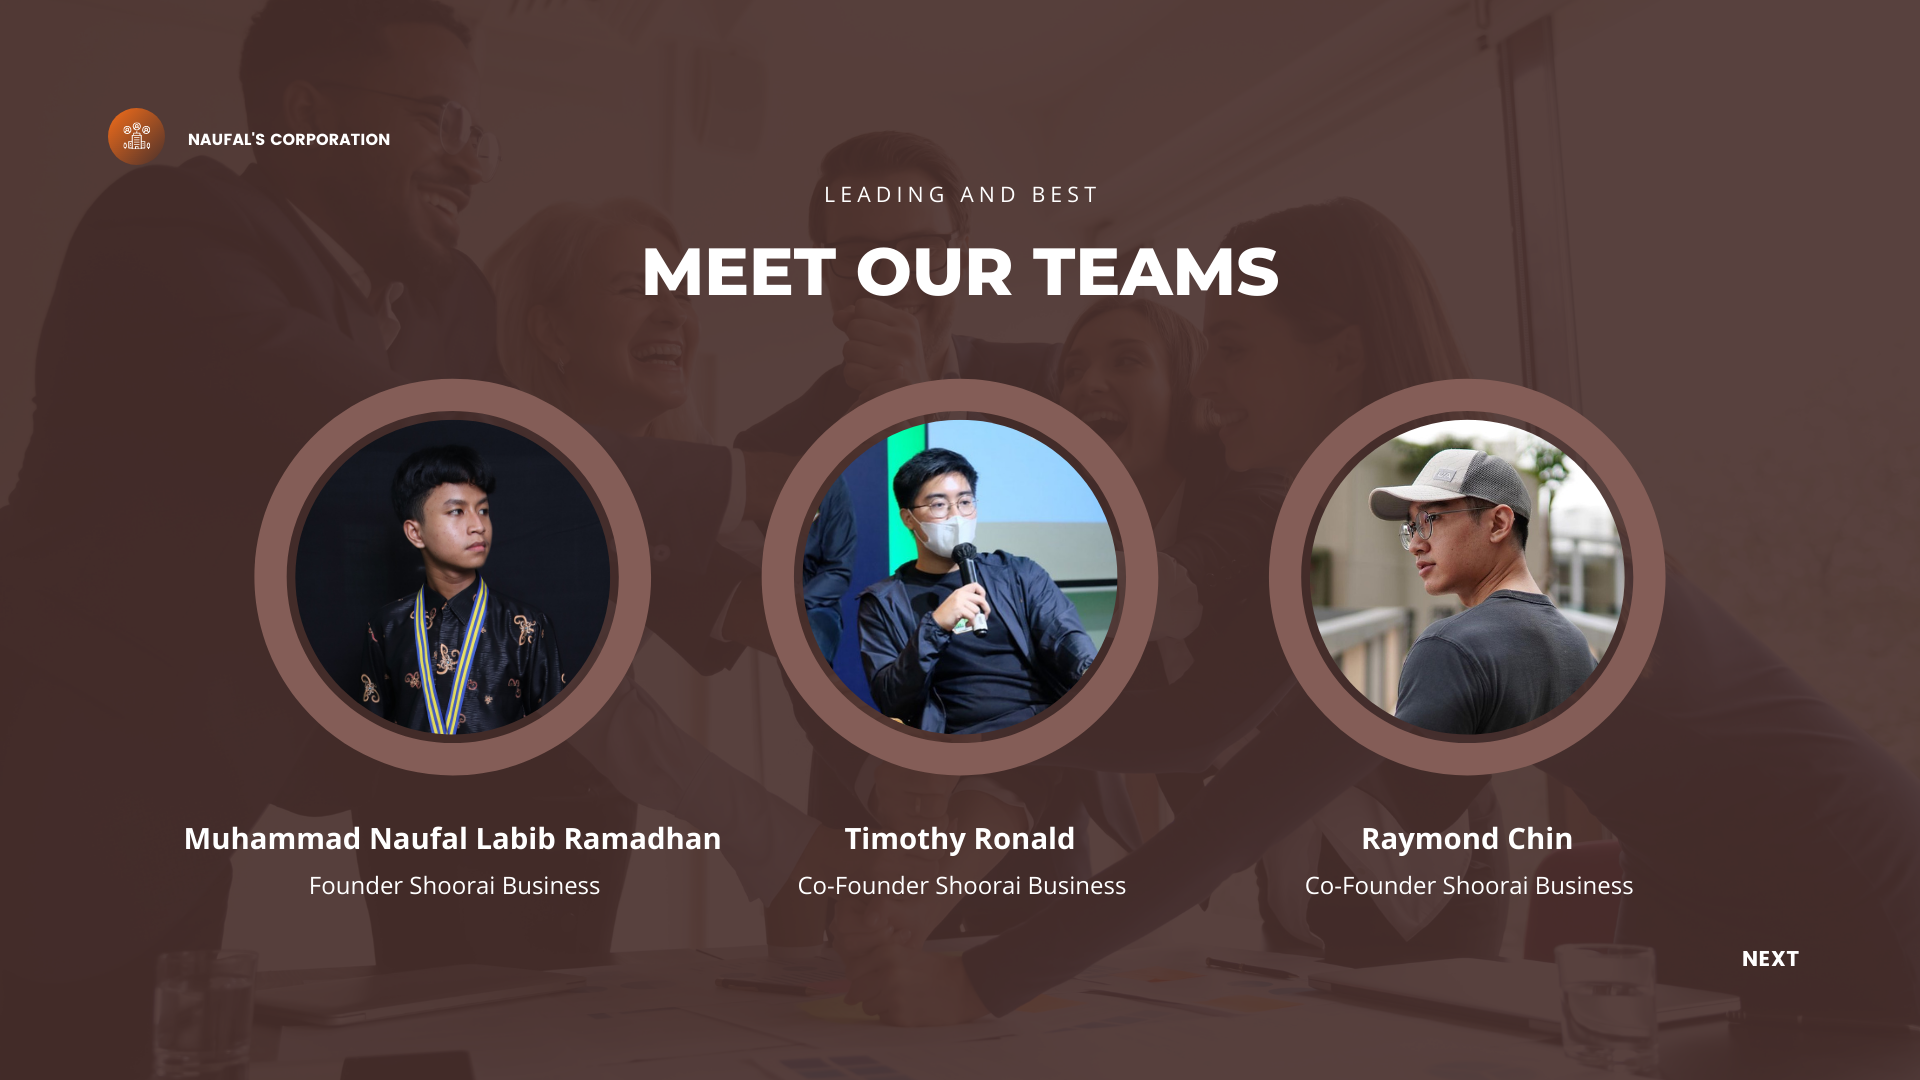 NAUFAL'S CORPORATION
LEADING AND BEST
MEET OUR TEAMS
Muhammad Naufal Labib Ramadhan
Founder Shoorai Business
Timothy Ronald
Co-Founder Shoorai Business
Raymond Chin
Co-Founder Shoorai Business
NEXT